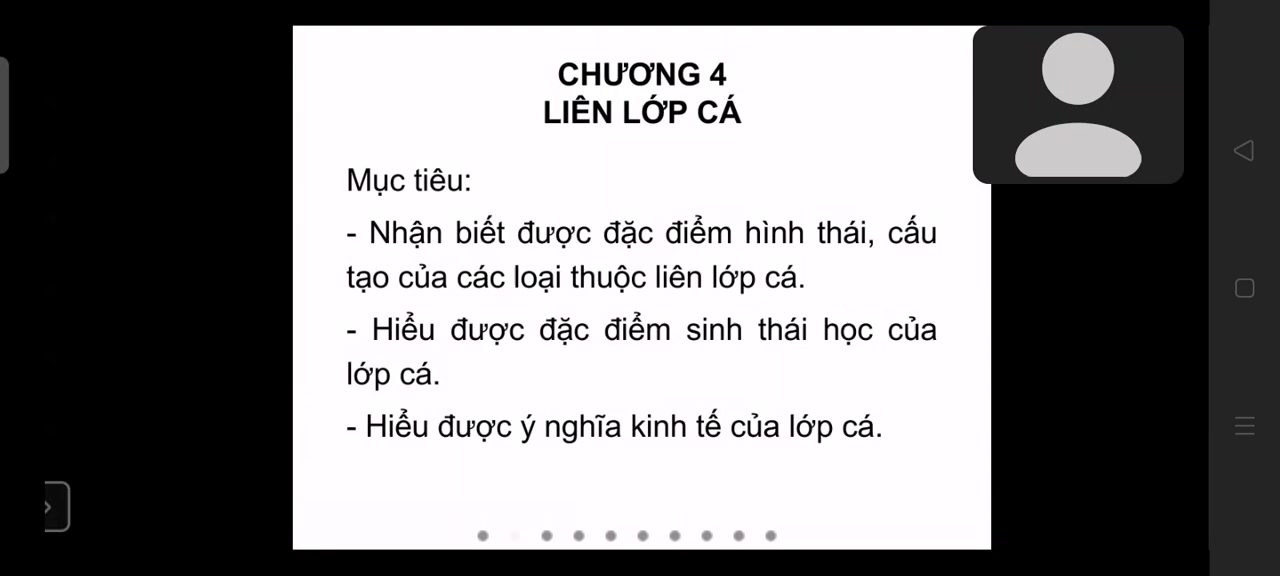 CHƯƠNG 4
LIÊN LỚP CÁ
Mục tiêu:
- Nhận biết được đặc điểm hình thái, cấu
tạo của các loại thuộc liên lớp cá.
- Hiểu được đặc điểm sinh thái học của
lớp cá.
- Hiểu được ý nghĩa kinh tế của lớp cá.